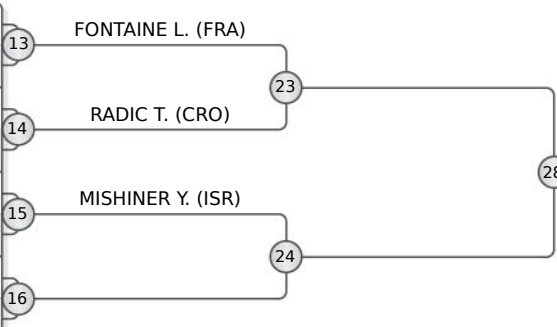 FONTAINE L. (FRA)
13
23
RADIC T. (CRO)
14
28
MISHINER Y. (ISR)
15
24
16